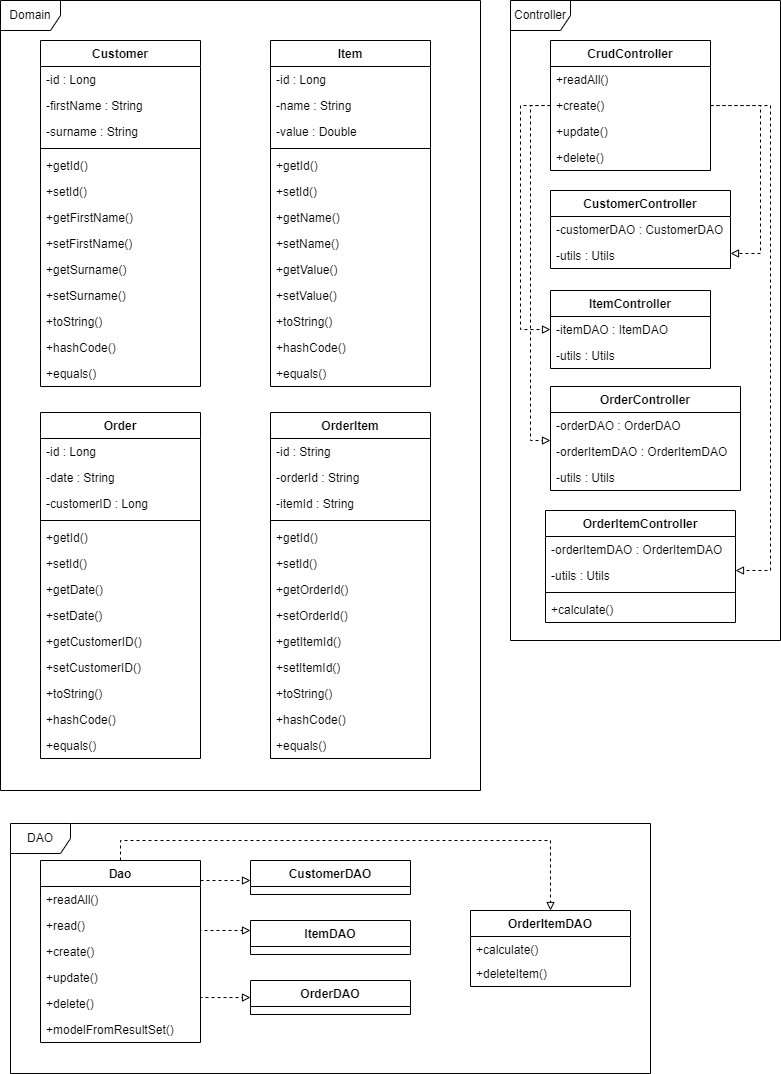 Domain
Customer
-id : Long
-firstName : String
-surname : String
+getId()
+setId()
+getFirstName()
+setFirstName()
+getSurname()
+setSurname()
+toString()
+hashCode()
+equals()
Item
-id : Long
-name : String
-value : Double
+getId()
+setId()
+getName()
+setName()
+getValue()
+setValue()
+toString()
+hashCode()
+equals()
Order
-id : Long
-date : String
-customerID : Long
+getId()
+setId()
+getDate()
+setDate()
+getCustomerID()
+setCustomerID()
+toString()
+hashCode()
+equals()
OrderItem
-id : String
-orderId : String
-itemId : String
+getId()
+setId()
+getOrderId()
+setOrderId()
+getItemId()
+setItemId()
+toString()
+hashCode()
+equals()
Controller
CrudController
+readAll()
+create()
+update()
+delete()
CustomerController
-customerDAO : CustomerDAO
-utils : Utils
ItemController
-itemDAO : ItemDAO
-utils : Utils
OrderController
-orderDAO : OrderDAO
-orderItemDAO : OrderItemDAO
-utils : Utils
OrderItemController
-orderItemDAO : OrderItemDAO
-utils : Utils
+calculate()
DAO
Dao
+readAll()
+read()
+create()
+update()
+delete()
+modelFromResultSet()
CustomerDAO
ItemDAO
OrderDAO
OrderItemDAO
+calculate()
+deleteItem()